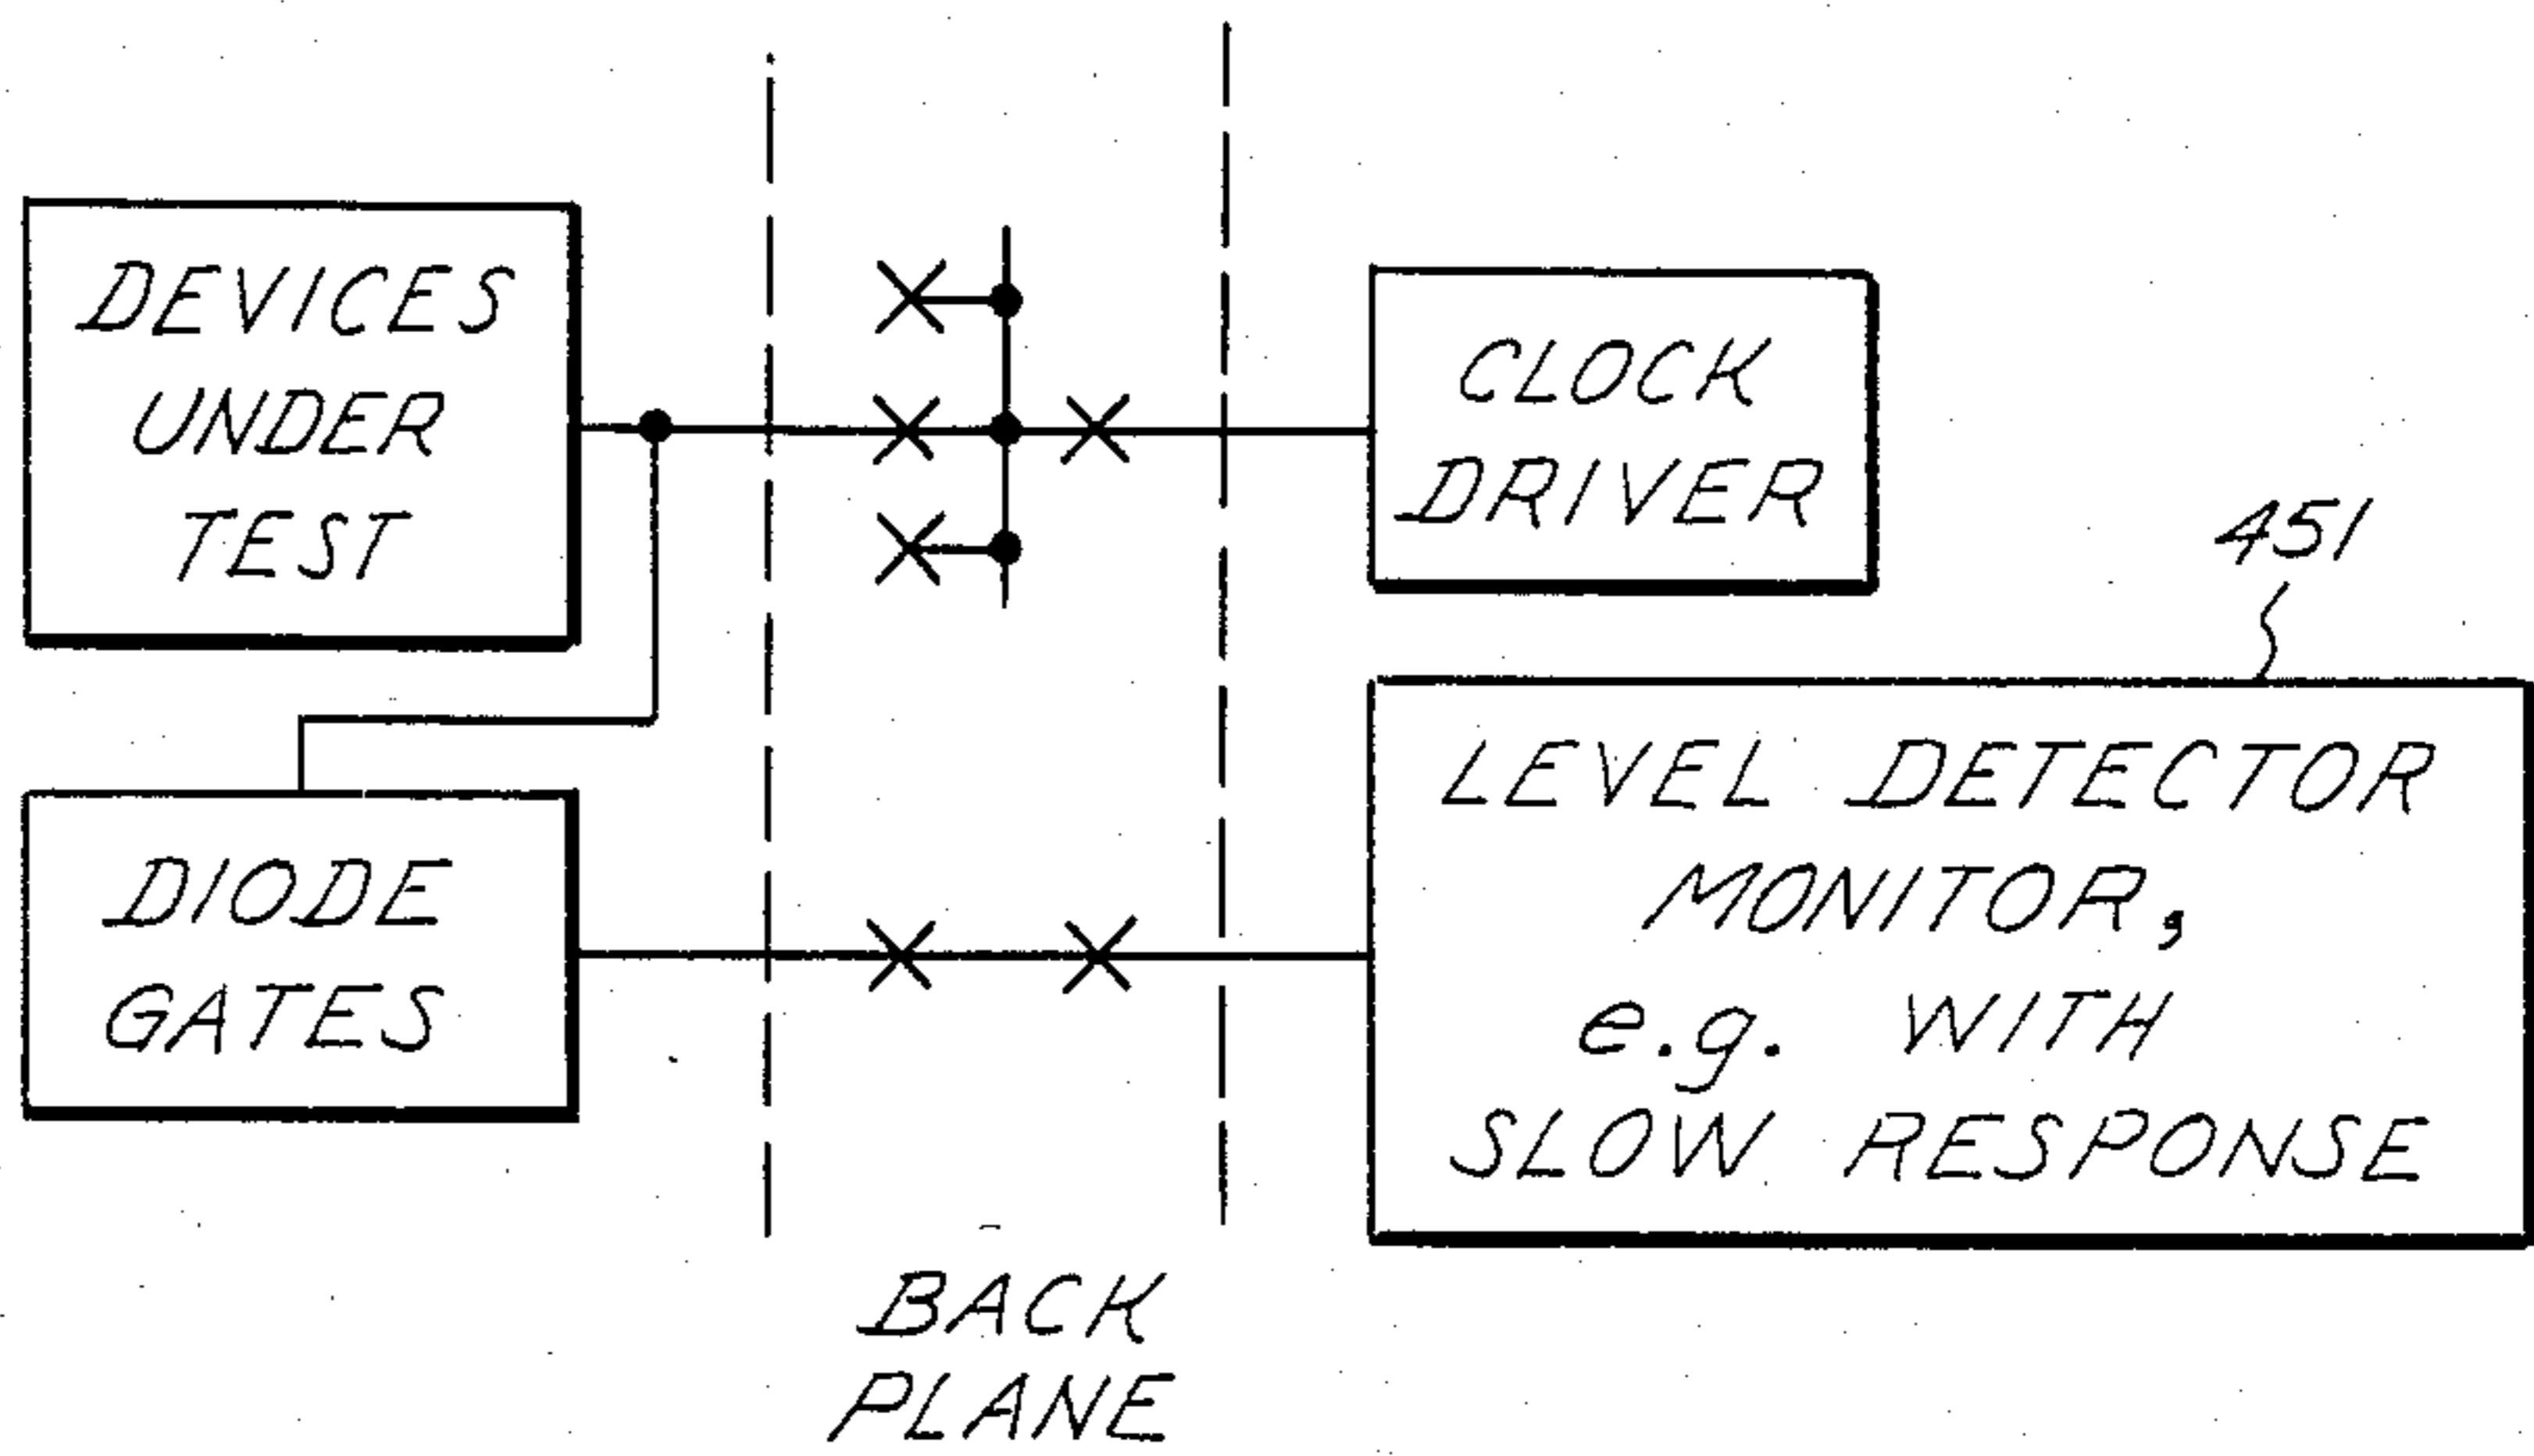 DEVICES
UNDER
TEST
CLOCK
DRIVER
451
DIODE
GATES
LEVEL DETECTOR
MONITOR,
e.g. WITH
SLOW RESPONSE
BACK
PLANE